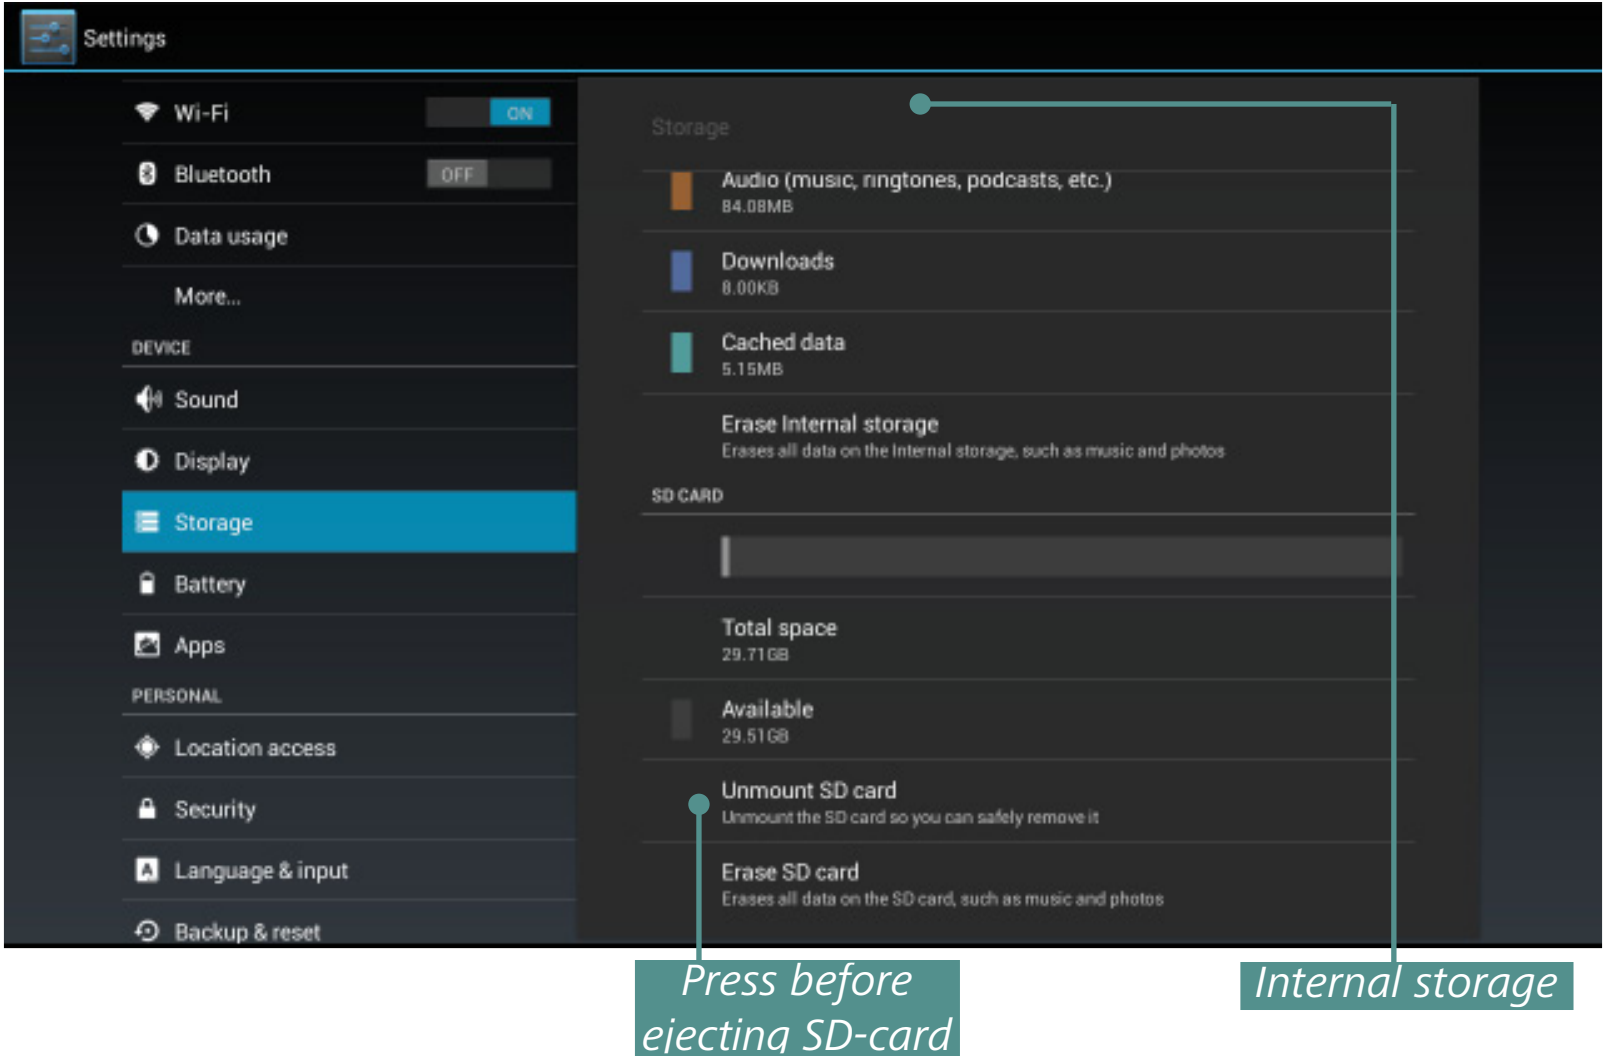 Settings
Wi-Fi
ON
Bluetooth
OFF
Data usage
More...
DEVICE
Sound
Display
Storage
Battery
Apps
PERSONAL
Location access
Security
Language & input
Backup & reset
Storage
Audio (music, ringtones, podcasts, etc.)
84.08MB
Downloads
8.00KB
Cached data
5.15MB
Erase Internal storage
Erases all data on the Internal storage, such as music and photos
SD CARD
Total space
29.71GB
Available
29.51GB
Unmount SD card
Unmount the SD card so you can safely remove it
Erase SD card
Erases all data on the SD card, such as music and photos
Press before
ejecting SD-card
Internal storage